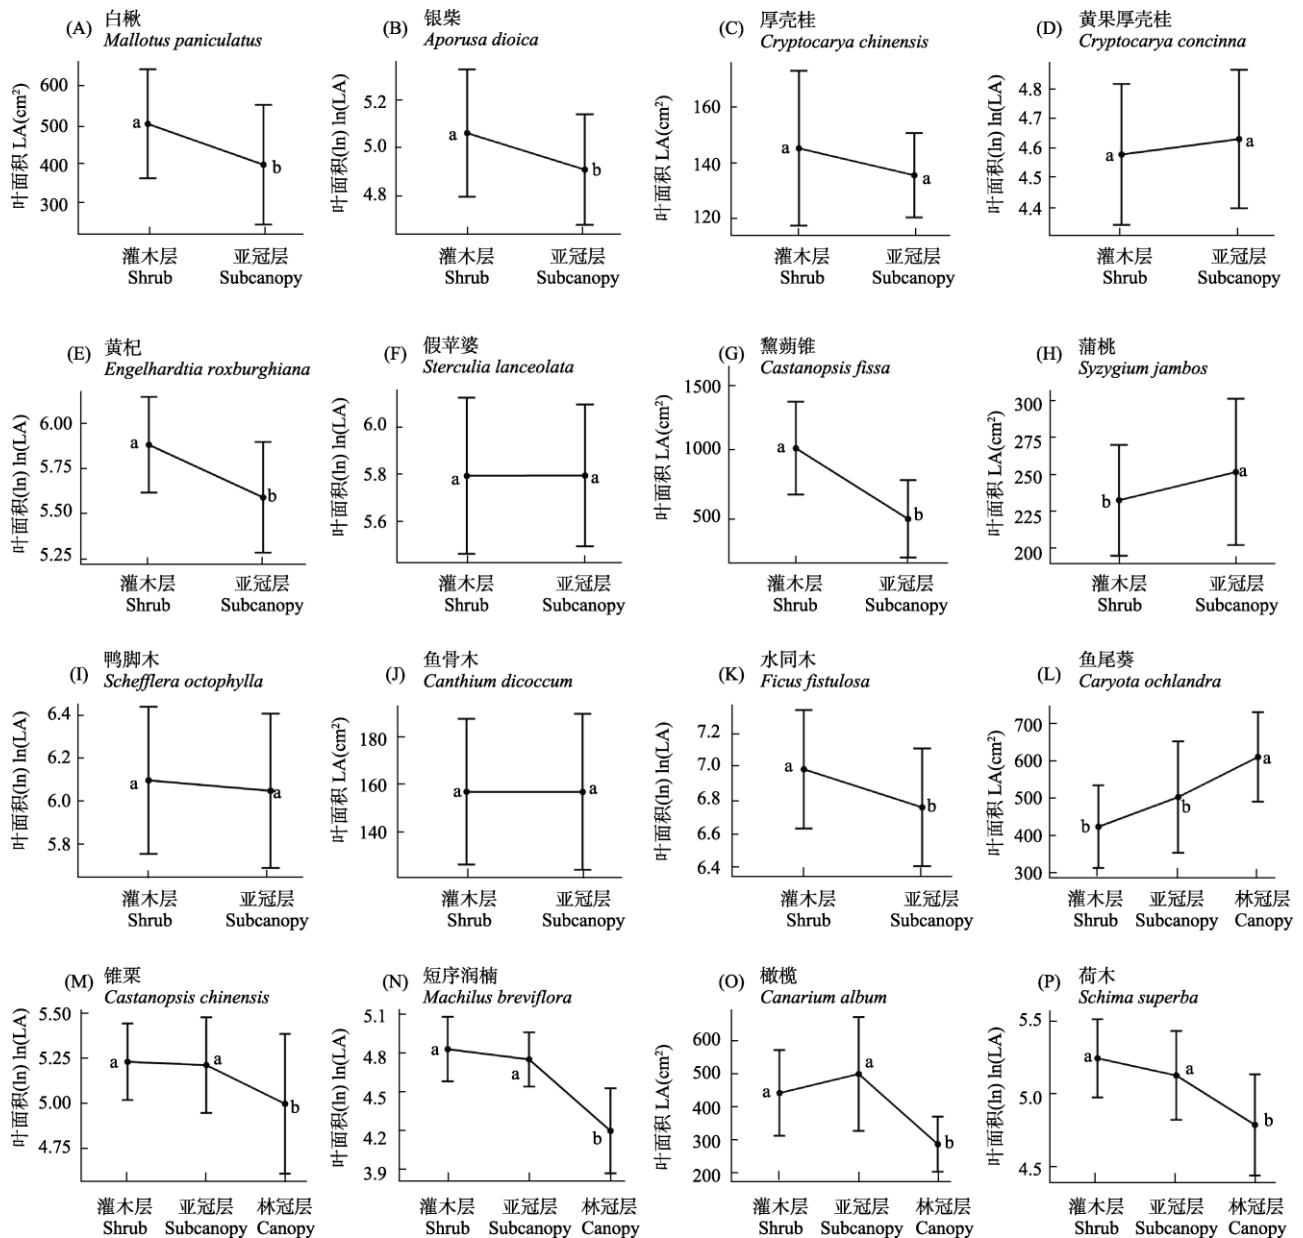 (A) 白楸
Mallotus paniculatus
叶面积 LA(cm²)
600
500
400
300
a
b
灌木层 亚冠层
Shrub Subcanopy
(B) 银柴
Aporusa dioica
叶面积(ln) ln(LA)
5.2
5.0
4.8
a
b
灌木层 亚冠层
Shrub Subcanopy
(C) 厚壳桂
Cryptocarya chinensis
叶面积 LA(cm²)
160
140
120
a
a
灌木层 亚冠层
Shrub Subcanopy
(D) 黄果厚壳桂
Cryptocarya concinna
叶面积(ln) ln(LA)
4.8
4.7
4.6
4.5
4.4
a
a
灌木层 亚冠层
Shrub Subcanopy
(E) 黄杞
Engelhardtia roxburghiana
叶面积(ln) ln(LA)
6.00
5.75
5.50
5.25
a
b
灌木层 亚冠层
Shrub Subcanopy
(F) 假苹婆
Sterculia lanceolata
叶面积(ln) ln(LA)
6.0
5.8
5.6
a
a
灌木层 亚冠层
Shrub Subcanopy
(G) 黧蒴锥
Castanopsis fissa
叶面积 LA(cm²)
1500
1000
500
a
b
灌木层 亚冠层
Shrub Subcanopy
(H) 蒲桃
Syzygium jambos
叶面积 LA(cm²)
300
275
250
225
200
b
a
灌木层 亚冠层
Shrub Subcanopy
(I) 鸭脚木
Schefflera octophylla
叶面积(ln) ln(LA)
6.4
6.2
6.0
5.8
a
a
灌木层 亚冠层
Shrub Subcanopy
(J) 鱼骨木
Canthium dicoccum
叶面积 LA(cm²)
180
160
140
a
a
灌木层 亚冠层
Shrub Subcanopy
(K) 水同木
Ficus fistulosa
叶面积(ln) ln(LA)
7.2
7.0
6.8
6.6
6.4
a
b
灌木层 亚冠层
Shrub Subcanopy
(L) 鱼尾葵
Caryota ochlandra
叶面积 LA(cm²)
700
600
500
400
300
b
b
a
灌木层 亚冠层 林冠层
Shrub Subcanopy Canopy
(M) 锥栗
Castanopsis chinensis
叶面积(ln) ln(LA)
5.50
5.25
5.00
4.75
a
a
b
灌木层 亚冠层 林冠层
Shrub Subcanopy Canopy
(N) 短序润楠
Machilus breviflora
叶面积(ln) ln(LA)
5.1
4.8
4.5
4.2
3.9
a
a
b
灌木层 亚冠层 林冠层
Shrub Subcanopy Canopy
(O) 橄榄
Canarium album
叶面积 LA(cm²)
600
500
400
300
200
a
a
b
灌木层 亚冠层 林冠层
Shrub Subcanopy Canopy
(P) 荷木
Schima superba
叶面积(ln) ln(LA)
5.5
5.0
4.5
a
a
b
灌木层 亚冠层 林冠层
Shrub Subcanopy Canopy